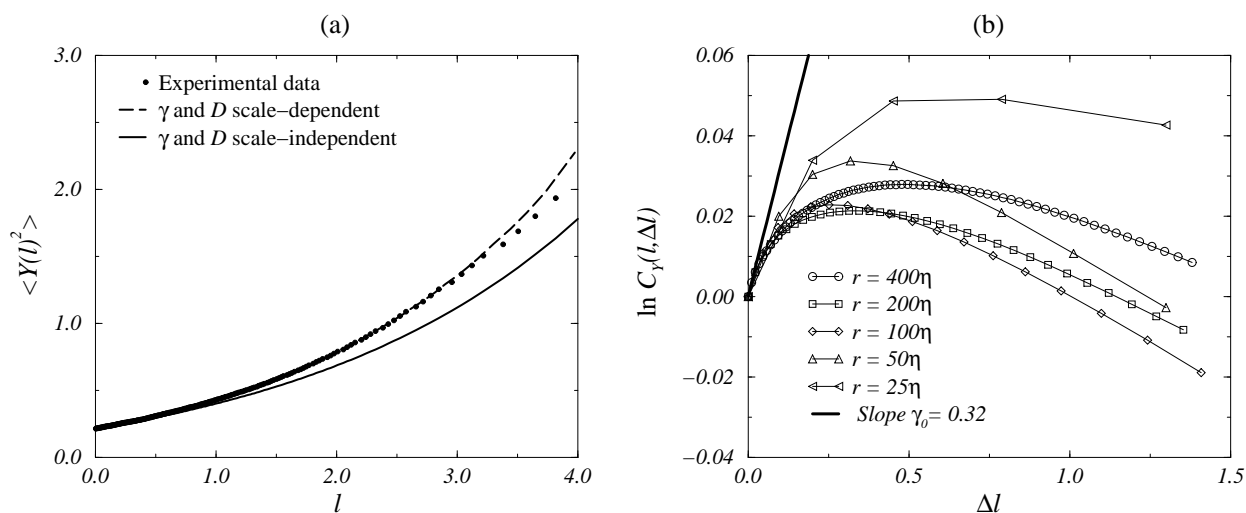 (a)
3.0
2.0
1.0
0.0
<Y(l)²>
Experimental data
γ and D scale−dependent
γ and D scale−independent
0.0 1.0 2.0 3.0 4.0
l
(b)
0.06
0.04
0.02
0.00
−0.02
−0.04
ln C_Y(l,Δl)
r = 400η
r = 200η
r = 100η
r = 50η
r = 25η
Slope γ₀= 0.32
0.0 0.5 1.0 1.5
Δl